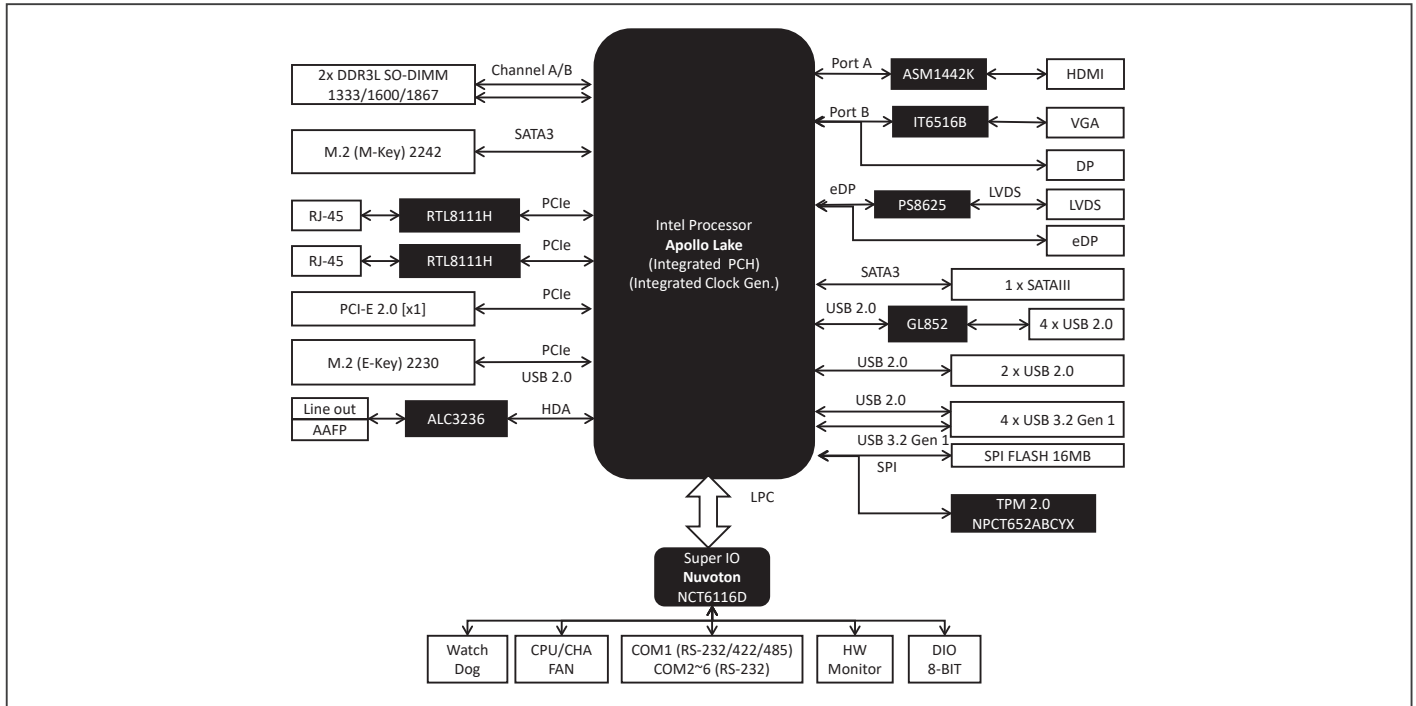 2x DDR3L SO-DIMM
1333/1600/1867
Channel A/B
M.2 (M-Key) 2242
SATA3
RJ-45
RTL8111H
PCIe
RJ-45
RTL8111H
PCIe
PCI-E 2.0 [x1]
PCIe
M.2 (E-Key) 2230
PCIe
USB 2.0
Line out
AAFP
ALC3236
HDA
Intel Processor
Apollo Lake
(Integrated PCH)
(Integrated Clock Gen.)
Port A
ASM1442K
HDMI
Port B
IT6516B
VGA
DP
eDP
PS8625
LVDS
LVDS
eDP
SATA3
1 x SATAIII
USB 2.0
GL852
4 x USB 2.0
USB 2.0
2 x USB 2.0
USB 2.0
4 x USB 3.2 Gen 1
USB 3.2 Gen 1
SPI
SPI FLASH 16MB
TPM 2.0
NPCT652ABCYX
LPC
Super IO
Nuvoton
NCT6116D
Watch
Dog
CPU/CHA
FAN
COM1 (RS-232/422/485)
COM2~6 (RS-232)
HW
Monitor
DIO
8-BIT